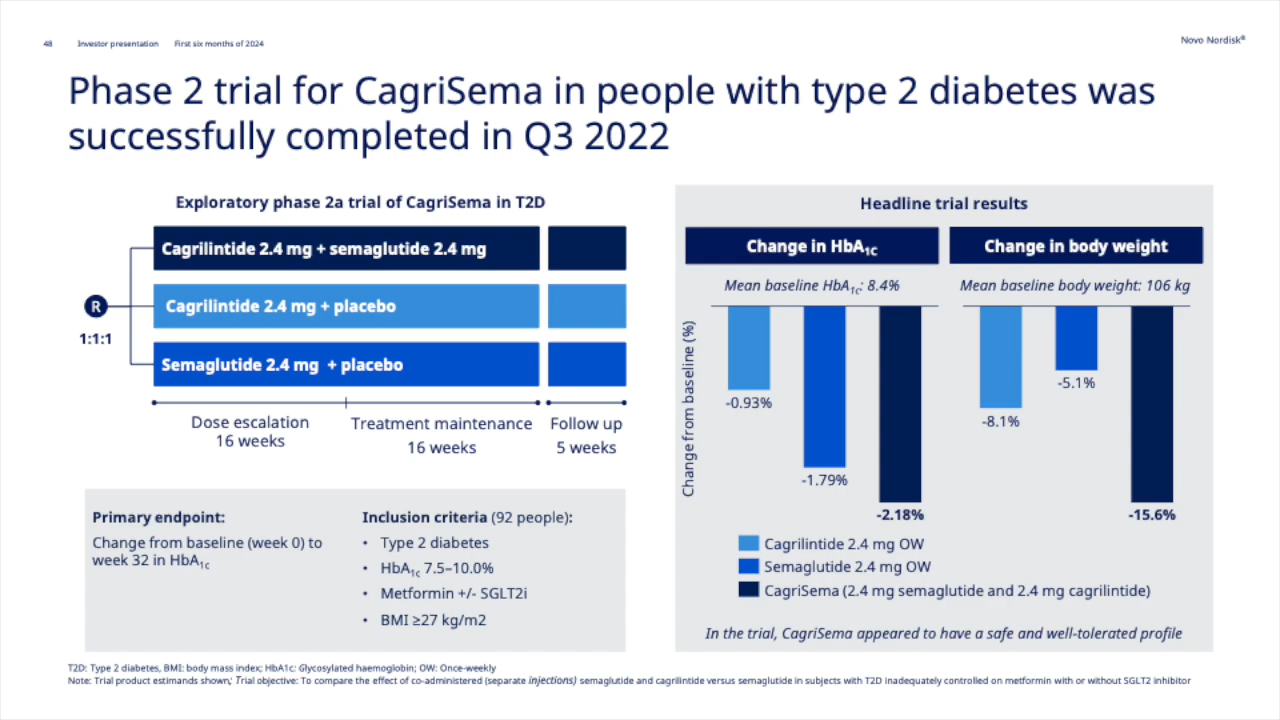 48 Investor presentation First six months of 2024
Novo Nordisk®
Phase 2 trial for CagriSema in people with type 2 diabetes was
successfully completed in Q3 2022
Exploratory phase 2a trial of CagriSema in T2D
Cagrilintide 2.4 mg + semaglutide 2.4 mg
Cagrilintide 2.4 mg + placebo
Semaglutide 2.4 mg + placebo
R
1:1:1
Dose escalation
16 weeks
Treatment maintenance
16 weeks
Follow up
5 weeks
Primary endpoint:
Change from baseline (week 0) to
week 32 in HbA1c
Inclusion criteria (92 people):
• Type 2 diabetes
• HbA1c 7.5–10.0%
• Metformin +/- SGLT2i
• BMI ≥27 kg/m2
Headline trial results
Change in HbA1C
Mean baseline HbA1c: 8.4%
Change from baseline (%)
-0.93%
-1.79%
-2.18%
Change in body weight
Mean baseline body weight: 106 kg
-8.1%
-5.1%
-15.6%
Cagrilintide 2.4 mg OW
Semaglutide 2.4 mg OW
CagriSema (2.4 mg semaglutide and 2.4 mg cagrilintide)
In the trial, CagriSema appeared to have a safe and well-tolerated profile
T2D: Type 2 diabetes, BMI: body mass index; HbA1c: Glycosylated haemoglobin; OW: Once-weekly
Note: Trial product estimands shown; Trial objective: To compare the effect of co-administered (separate injections) semaglutide and cagrilintide versus semaglutide in subjects with T2D inadequately controlled on metformin with or without SGLT2 inhibitor